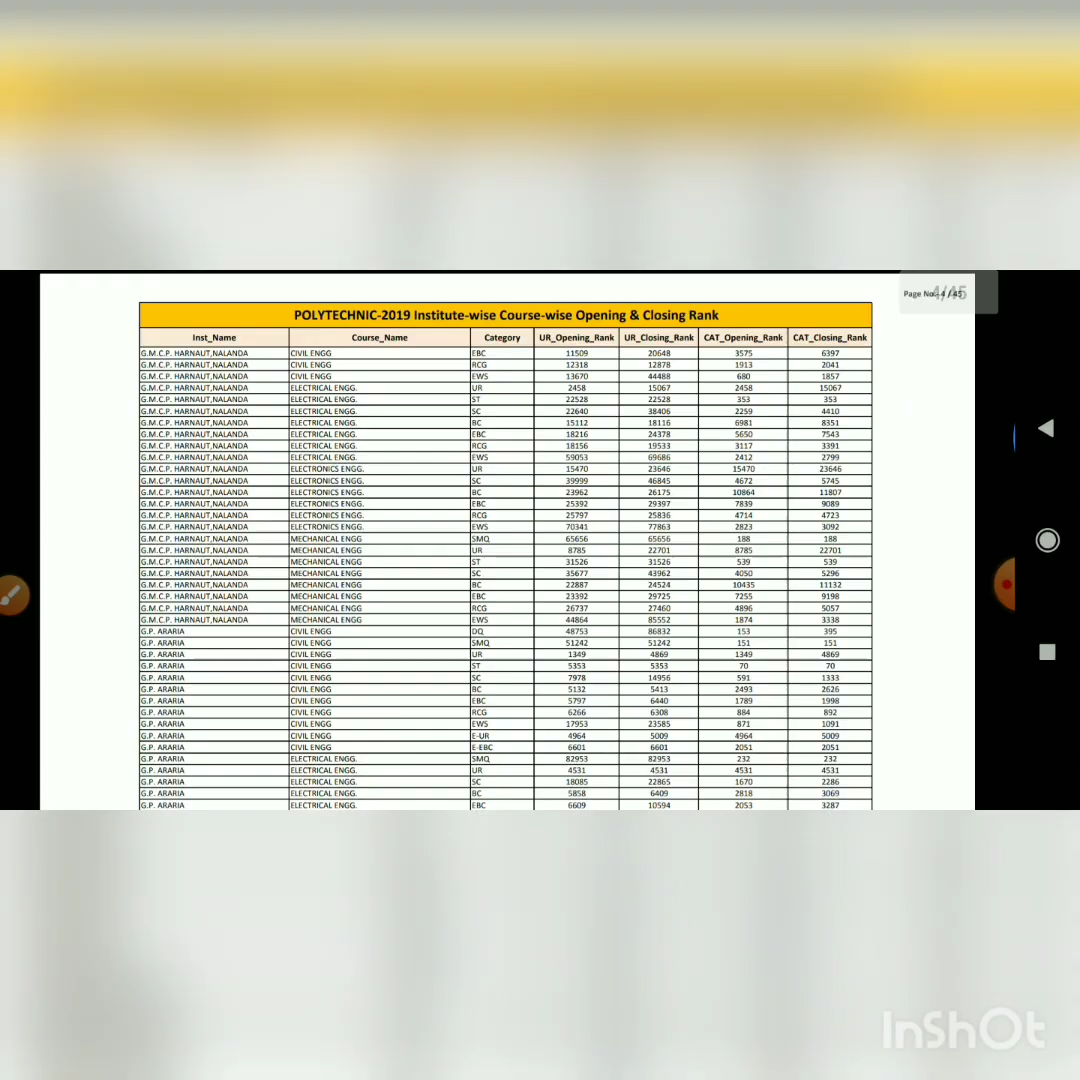 Page No.-4 / 45
4/45
POLYTECHNIC-2019 Institute-wise Course-wise Opening & Closing Rank
Inst_Name Course_Name Category UR_Opening_Rank UR_Closing_Rank CAT_Opening_Rank CAT_Closing_Rank
G.M.C.P. HARNAUT,NALANDA CIVIL ENGG EBC 11509 20648 3575 6397
G.M.C.P. HARNAUT,NALANDA CIVIL ENGG RCG 12318 12878 1913 2041
G.M.C.P. HARNAUT,NALANDA CIVIL ENGG EWS 13670 44488 680 1857
G.M.C.P. HARNAUT,NALANDA ELECTRICAL ENGG. UR 2458 15067 2458 15067
G.M.C.P. HARNAUT,NALANDA ELECTRICAL ENGG. ST 22528 22528 353 353
G.M.C.P. HARNAUT,NALANDA ELECTRICAL ENGG. SC 22640 38406 2259 4410
G.M.C.P. HARNAUT,NALANDA ELECTRICAL ENGG. BC 15112 18116 6981 8351
G.M.C.P. HARNAUT,NALANDA ELECTRICAL ENGG. EBC 18216 24378 5650 7543
G.M.C.P. HARNAUT,NALANDA ELECTRICAL ENGG. RCG 18156 19533 3117 3391
G.M.C.P. HARNAUT,NALANDA ELECTRICAL ENGG. EWS 59053 69686 2412 2799
G.M.C.P. HARNAUT,NALANDA ELECTRONICS ENGG. UR 15470 23646 15470 23646
G.M.C.P. HARNAUT,NALANDA ELECTRONICS ENGG. SC 39999 46845 4672 5745
G.M.C.P. HARNAUT,NALANDA ELECTRONICS ENGG. BC 23962 26175 10864 11807
G.M.C.P. HARNAUT,NALANDA ELECTRONICS ENGG. EBC 25392 29397 7839 9089
G.M.C.P. HARNAUT,NALANDA ELECTRONICS ENGG. RCG 25797 25836 4714 4723
G.M.C.P. HARNAUT,NALANDA ELECTRONICS ENGG. EWS 70341 77863 2823 3092
G.M.C.P. HARNAUT,NALANDA MECHANICAL ENGG SMQ 65656 65656 188 188
G.M.C.P. HARNAUT,NALANDA MECHANICAL ENGG UR 8785 22701 8785 22701
G.M.C.P. HARNAUT,NALANDA MECHANICAL ENGG ST 31526 31526 539 539
G.M.C.P. HARNAUT,NALANDA MECHANICAL ENGG SC 35677 43962 4050 5296
G.M.C.P. HARNAUT,NALANDA MECHANICAL ENGG BC 22887 24524 10435 11132
G.M.C.P. HARNAUT,NALANDA MECHANICAL ENGG EBC 23392 29725 7255 9198
G.M.C.P. HARNAUT,NALANDA MECHANICAL ENGG RCG 26737 27460 4896 5057
G.M.C.P. HARNAUT,NALANDA MECHANICAL ENGG EWS 44864 85552 1874 3338
G.P. ARARIA CIVIL ENGG DQ 48753 86832 153 395
G.P. ARARIA CIVIL ENGG SMQ 51242 51242 151 151
G.P. ARARIA CIVIL ENGG UR 1349 4869 1349 4869
G.P. ARARIA CIVIL ENGG ST 5353 5353 70 70
G.P. ARARIA CIVIL ENGG SC 7978 14956 591 1333
G.P. ARARIA CIVIL ENGG BC 5132 5413 2493 2626
G.P. ARARIA CIVIL ENGG EBC 5797 6440 1789 1998
G.P. ARARIA CIVIL ENGG RCG 6266 6308 884 892
G.P. ARARIA CIVIL ENGG EWS 17953 23585 871 1091
G.P. ARARIA CIVIL ENGG E-UR 4964 5009 4964 5009
G.P. ARARIA CIVIL ENGG E-EBC 6601 6601 2051 2051
G.P. ARARIA ELECTRICAL ENGG. SMQ 82953 82953 232 232
G.P. ARARIA ELECTRICAL ENGG. UR 4531 4531 4531 4531
G.P. ARARIA ELECTRICAL ENGG. SC 18085 22865 1670 2286
G.P. ARARIA ELECTRICAL ENGG. BC 5858 6409 2818 3069
G.P. ARARIA ELECTRICAL ENGG. EBC 6609 10594 2053 3287
InShOt